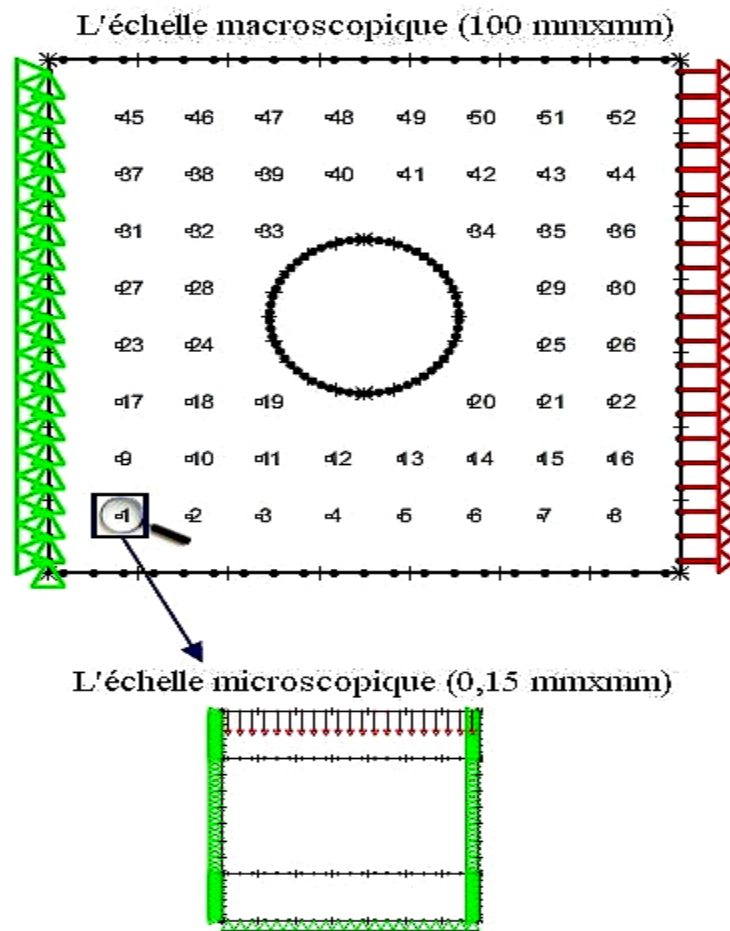 L'échelle macroscopique (100 mmxmm)
45 46 47 48 49 50 51 52
37 38 39 40 41 42 43 44
31 32 33 34 35 36
27 28 29 30
23 24 25 26
17 18 19 20 21 22
9 10 11 12 13 14 15 16
1 2 3 4 5 6 7 8
L'échelle microscopique (0,15 mmxmm)